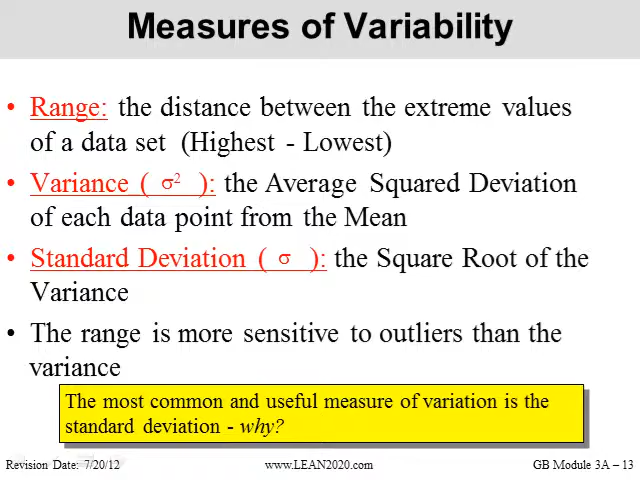 Measures of Variability
• Range: the distance between the extreme values
of a data set (Highest - Lowest)
• Variance ( σ² ): the Average Squared Deviation
of each data point from the Mean
• Standard Deviation ( σ ): the Square Root of the
Variance
• The range is more sensitive to outliers than the
variance
The most common and useful measure of variation is the
standard deviation - why?
Revision Date: 7/20/12 www.LEAN2020.com GB Module 3A – 13